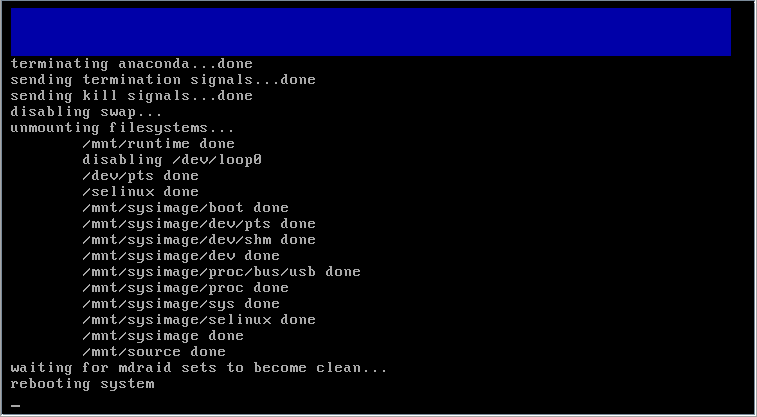 terminating anaconda...done
sending termination signals...done
sending kill signals...done
disabling swap...
unmounting filesystems...
/mnt/runtime done
disabling /dev/loop0
/dev/pts done
/selinux done
/mnt/sysimage/boot done
/mnt/sysimage/dev/pts done
/mnt/sysimage/dev/shm done
/mnt/sysimage/dev done
/mnt/sysimage/proc/bus/usb done
/mnt/sysimage/proc done
/mnt/sysimage/sys done
/mnt/sysimage/selinux done
/mnt/sysimage done
/mnt/source done
waiting for mdraid sets to become clean...
rebooting system